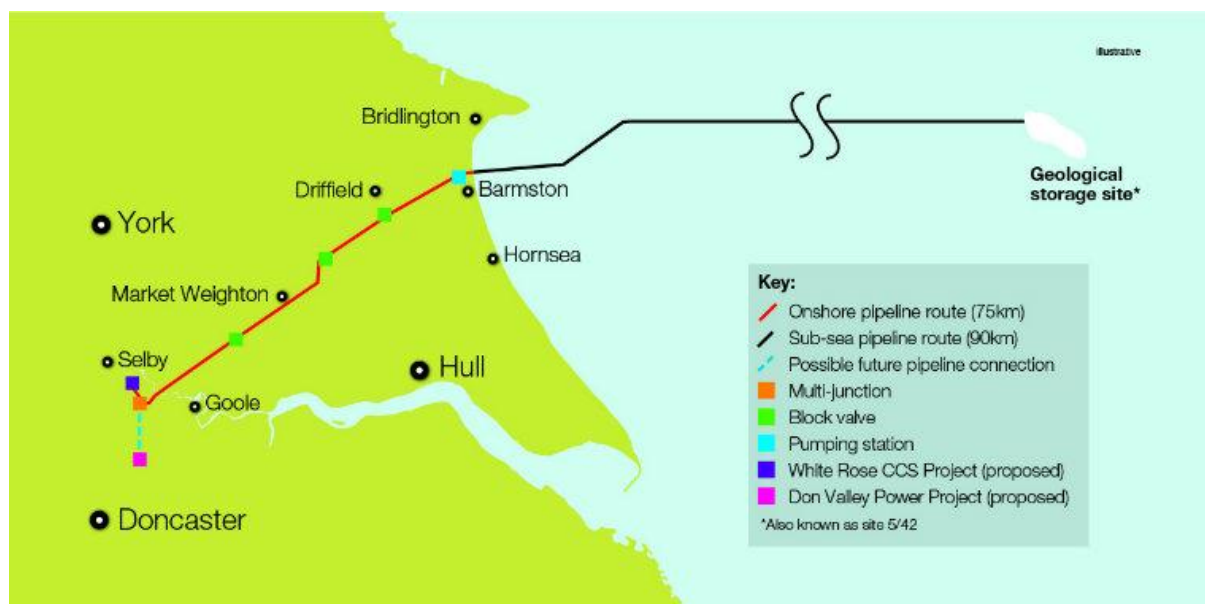 illustrative
Bridlington
Driffield
Barmston
Geological
storage site*
York
Hornsea
Market Weighton
Key:
Onshore pipeline route (75km)
Sub-sea pipeline route (90km)
Selby
Hull
Possible future pipeline connection
Multi-junction
Goole
Block valve
Pumping station
White Rose CCS Project (proposed)
Don Valley Power Project (proposed)
Doncaster
*Also known as site 5/42